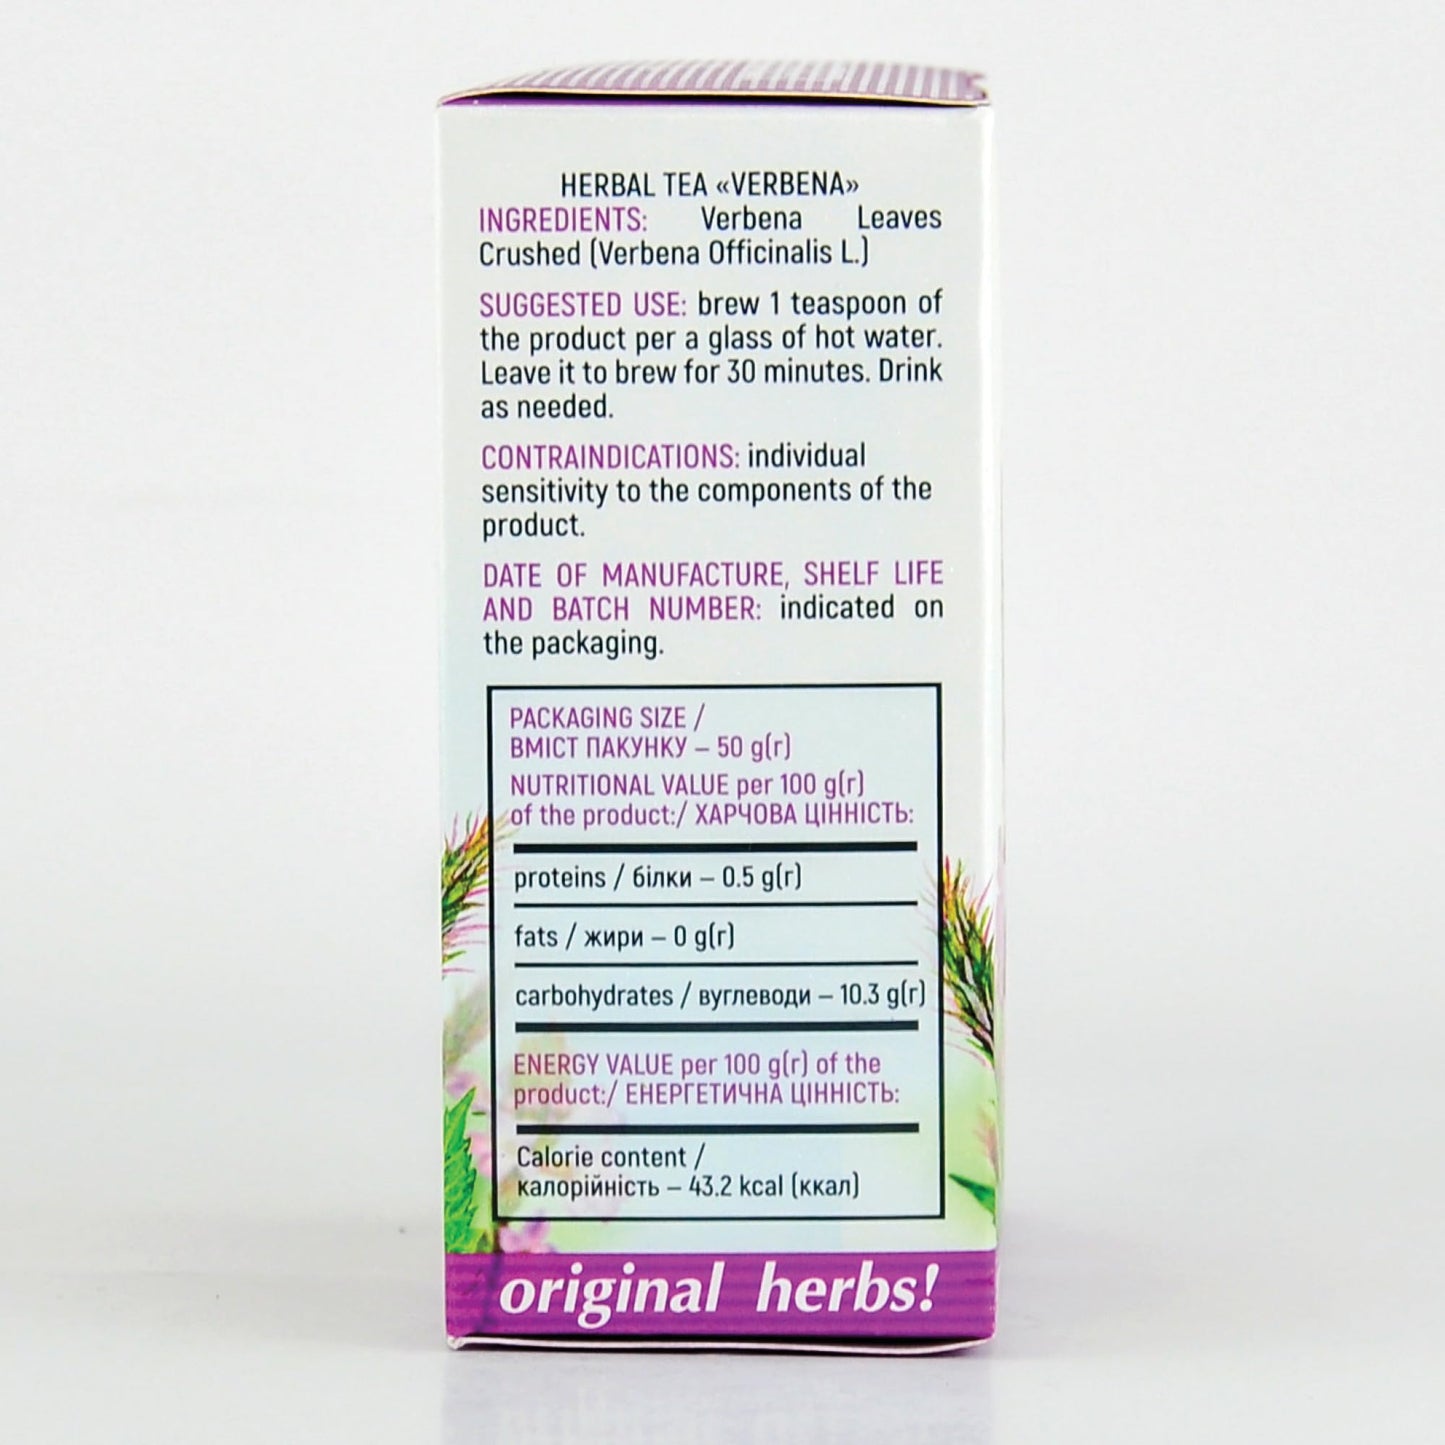 HERBAL TEA «VERBENA»
INGREDIENTS: Verbena Leaves
Crushed (Verbena Officinalis L.)
SUGGESTED USE: brew 1 teaspoon of
the product per a glass of hot water.
Leave it to brew for 30 minutes. Drink
as needed.
CONTRAINDICATIONS: individual
sensitivity to the components of the
product.
DATE OF MANUFACTURE, SHELF LIFE
AND BATCH NUMBER: indicated on
the packaging.
PACKAGING SIZE /
ВМІСТ ПАКУНКУ – 50 g(г)
NUTRITIONAL VALUE per 100 g(г)
of the product:/ ХАРЧОВА ЦІННІСТЬ:
proteins / білки – 0.5 g(г)
fats / жири – 0 g(г)
carbohydrates / вуглеводи – 10.3 g(г)
ENERGY VALUE per 100 g(г) of the
product:/ ЕНЕРГЕТИЧНА ЦІННІСТЬ:
Calorie content /
калорійність – 43.2 kcal (ккал)
original herbs!